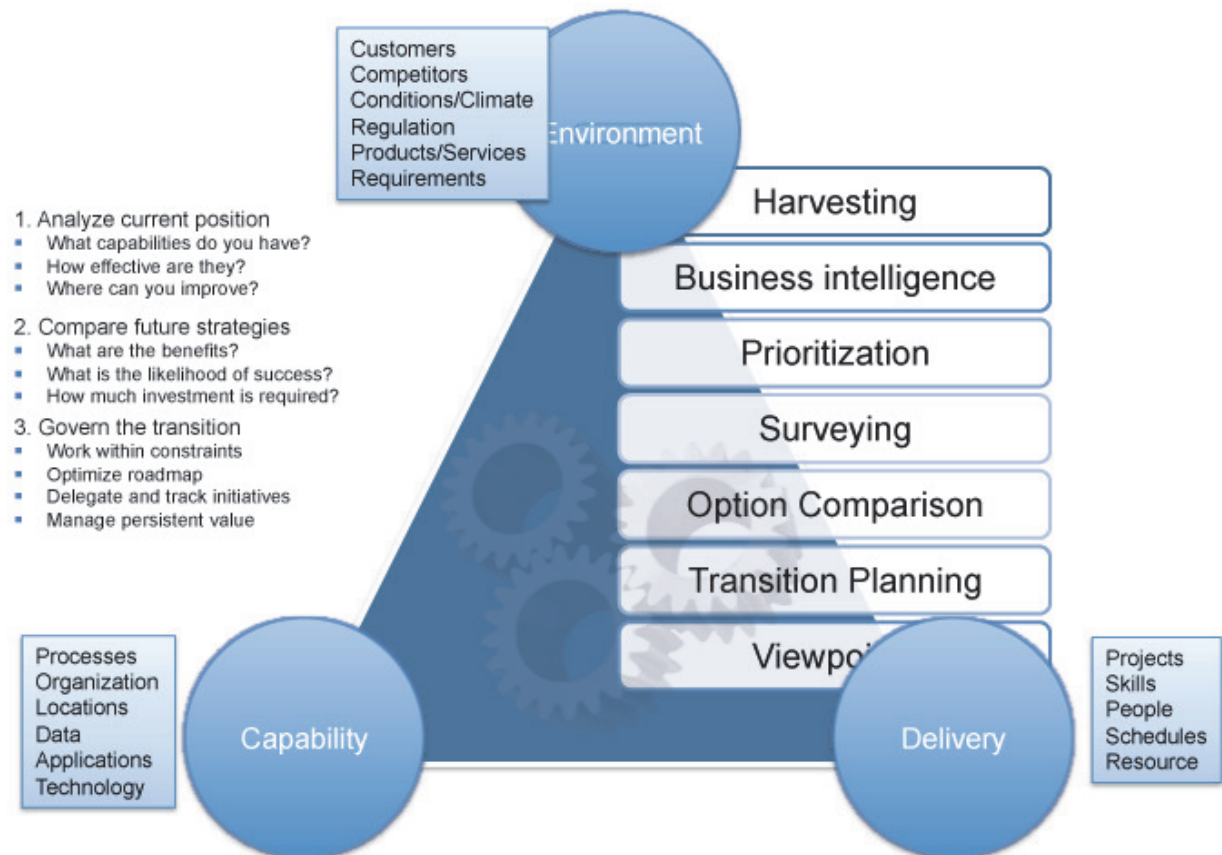 Customers
Competitors
Conditions/Climate
Regulation
Products/Services
Requirements
Environment
1. Analyze current position
▪ What capabilities do you have?
▪ How effective are they?
▪ Where can you improve?
2. Compare future strategies
▪ What are the benefits?
▪ What is the likelihood of success?
▪ How much investment is required?
3. Govern the transition
▪ Work within constraints
▪ Optimize roadmap
▪ Delegate and track initiatives
▪ Manage persistent value
Harvesting
Business intelligence
Prioritization
Surveying
Option Comparison
Transition Planning
Processes
Organization
Locations
Data
Applications
Technology
Capability
Delivery
Projects
Skills
People
Schedules
Resource